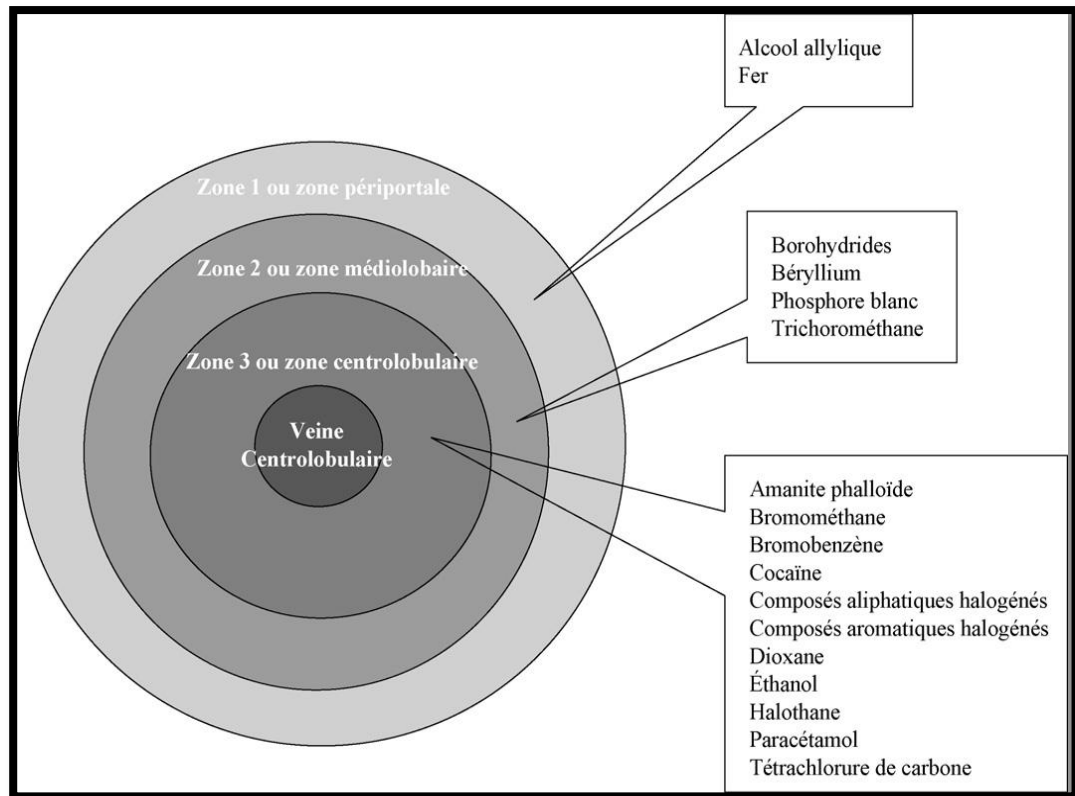 Alcool allylique
Fer
Zone 1 ou zone périportale
Zone 2 ou zone médiolobaire
Zone 3 ou zone centrolobulaire
Veine
Centrolobulaire
Borohydrides
Béryllium
Phosphore blanc
Trichorométhane
Amanite phalloïde
Bromométhane
Bromobenzène
Cocaïne
Composés aliphatiques halogénés
Composés aromatiques halogénés
Dioxane
Éthanol
Halothane
Paracétamol
Tétrachlorure de carbone